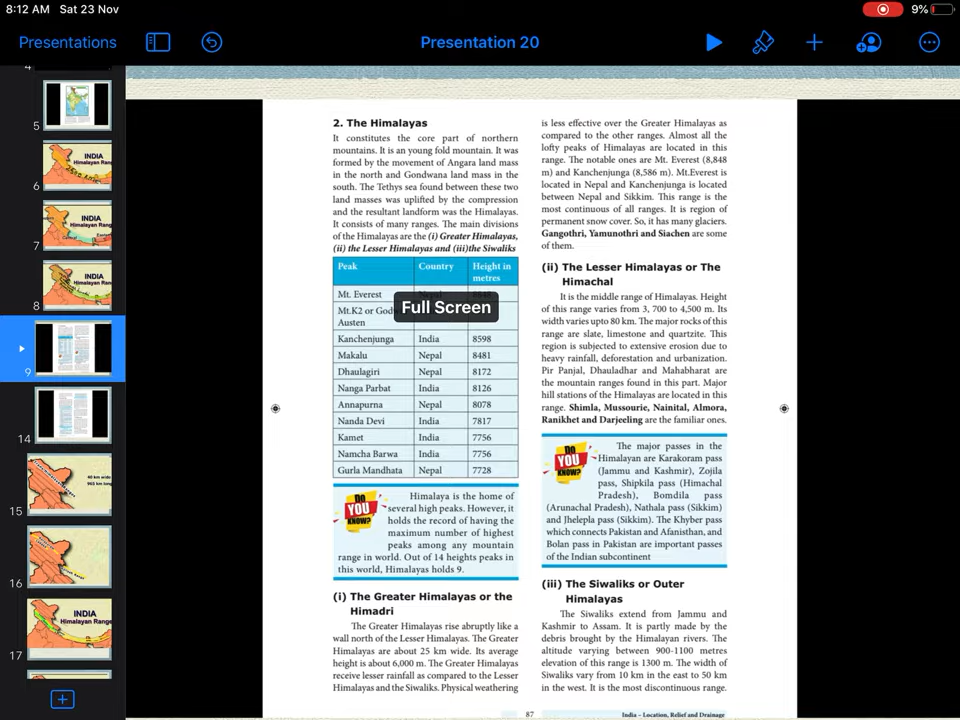 8:12 AM Sat 23 Nov
9%
Presentations
Presentation 20
4
5
6
7
8
9
14
15
16
17
INDIA
Himalayan Rang
INDIA
Himalayan Rang
INDIA
Himalayan Rang
INDIA
Himalayan Rang
2. The Himalayas
It constitutes the core part of northern
mountains. It is an young fold mountain. It was
formed by the movement of Angara land mass
in the north and Gondwana land mass in the
south. The Tethys sea found between these two
land masses was uplifted by the compression
and the resultant landform was the Himalayas.
It consists of many ranges. The main divisions
of the Himalayas are the (i) Greater Himalayas,
(ii) the Lesser Himalayas and (iii)the Siwaliks
Peak Country Height in
metres
Mt. Everest
Mt.K2 or
Austen
Full Screen
Kanchenjunga India 8598
Makalu Nepal 8481
Dhaulagiri Nepal 8172
Nanga Parbat India 8126
Annapurna Nepal 8078
Nanda Devi India 7817
Kamet India 7756
Namcha Barwa India 7756
Gurla Mandhata Nepal 7728
DO YOU KNOW?
Himalaya is the home of
several high peaks. However, it
holds the record of having the
maximum number of highest
peaks among any mountain
range in world. Out of 14 heights peaks in
this world, Himalayas holds 9.
(i) The Greater Himalayas or the
Himadri
The Greater Himalayas rise abruptly like a
wall north of the Lesser Himalayas. The Greater
Himalayas are about 25 km wide. Its average
height is about 6,000 m. The Greater Himalayas
receive lesser rainfall as compared to the Lesser
Himalayas and the Siwaliks. Physical weathering
is less effective over the Greater Himalayas as
compared to the other ranges. Almost all the
lofty peaks of Himalayas are located in this
range. The notable ones are Mt. Everest (8,848
m) and Kanchenjunga (8,586 m). Mt.Everest is
located in Nepal and Kanchenjunga is located
between Nepal and Sikkim. This range is the
most continuous of all ranges. It is region of
permanent snow cover. So, it has many glaciers.
Gangothri, Yamunothri and Siachen are some
of them.
(ii) The Lesser Himalayas or The
Himachal
It is the middle range of Himalayas. Height
of this range varies from 3, 700 to 4,500 m. Its
width varies upto 80 km. The major rocks of this
range are slate, limestone and quartzite. This
region is subjected to extensive erosion due to
heavy rainfall, deforestation and urbanization.
Pir Panjal, Dhauladhar and Mahabharat are
the mountain ranges found in this part. Major
hill stations of the Himalayas are located in this
range. Shimla, Mussourie, Nainital, Almora,
Ranikhet and Darjeeling are the familiar ones.
DO YOU KNOW?
The major passes in the
Himalayan are Karakoram pass
(Jammu and Kashmir), Zojila
pass, Shipkila pass (Himachal
Pradesh), Bomdila pass
(Arunachal Pradesh), Nathala pass (Sikkim)
and Jhelepla pass (Sikkim). The Khyber pass
which connects Pakistan and Afanisthan, and
Bolan pass in Pakistan are important passes
of the Indian subcontinent
(iii) The Siwaliks or Outer
Himalayas
The Siwaliks extend from Jammu and
Kashmir to Assam. It is partly made by the
debris brought by the Himalayan rivers. The
altitude varying between 900-1100 metres
elevation of this range is 1300 m. The width of
Siwaliks vary from 10 km in the east to 50 km
in the west. It is the most discontinuous range.
87 India – Location, Relief and Drainage